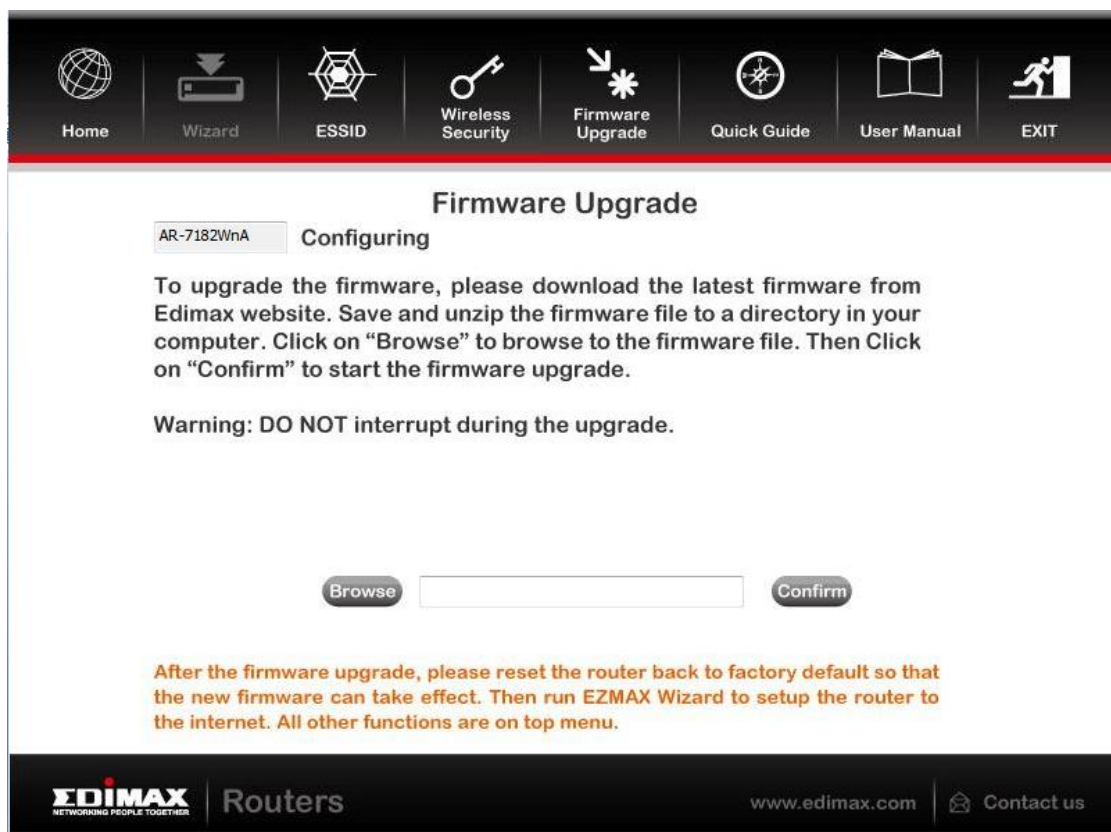 Home
Wizard
ESSID
Wireless
Security
Firmware
Upgrade
Quick Guide
User Manual
EXIT
Firmware Upgrade
AR-7182WnA Configuring
To upgrade the firmware, please download the latest firmware from
Edimax website. Save and unzip the firmware file to a directory in your
computer. Click on “Browse” to browse to the firmware file. Then Click
on “Confirm” to start the firmware upgrade.
Warning: DO NOT interrupt during the upgrade.
Browse
Confirm
After the firmware upgrade, please reset the router back to factory default so that
the new firmware can take effect. Then run EZMAX Wizard to setup the router to
the internet. All other functions are on top menu.
EDIMAX
NETWORKING PEOPLE TOGETHER
Routers
www.edimax.com
Contact us